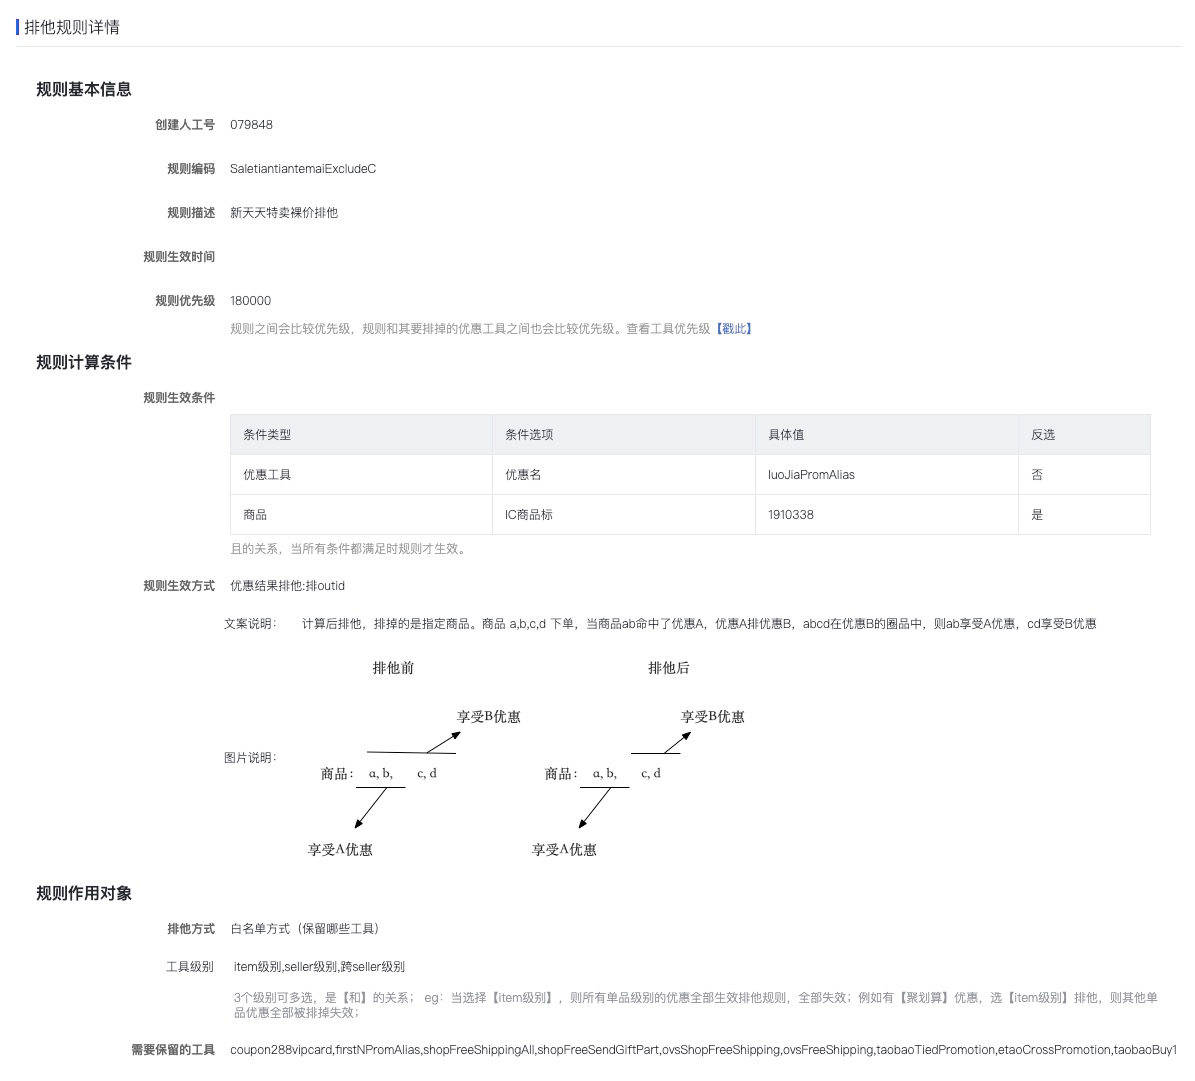 排他规则详情
规则基本信息
创建人工号 079848
规则编码 SaletiantiantemaiExcludeC
规则描述 新天天特卖裸价排他
规则生效时间
规则优先级 180000
规则之间会比较优先级，规则和其要排掉的优惠工具之间也会比较优先级。查看工具优先级【戳此】
规则计算条件
规则生效条件
条件类型 条件选项 具体值 反选
优惠工具 优惠名 luoJiaPromAlias 否
商品 IC商品标 1910338 是
且的关系，当所有条件都满足时规则才生效。
规则生效方式 优惠结果排他:排outid
文案说明： 计算后排他，排掉的是指定商品。商品 a,b,c,d 下单，当商品ab命中了优惠A，优惠A排优惠B，abcd在优惠B的圈品中，则ab享受A优惠，cd享受B优惠
排他前 排他后
享受B优惠 享受B优惠
图片说明：
商品： a, b, c, d 商品： a, b, c, d
享受A优惠 享受A优惠
规则作用对象
排他方式 白名单方式（保留哪些工具）
工具级别 item级别,seller级别,跨seller级别
3个级别可多选，是【和】的关系； eg：当选择【item级别】，则所有单品级别的优惠全部生效排他规则，全部失效；例如有【聚划算】优惠，选【item级别】排他，则其他单
品优惠全部被排掉失效；
需要保留的工具 coupon288vipcard,firstNPromAlias,shopFreeShippingAll,shopFreeSendGiftPart,ovsShopFreeShipping,ovsFreeShipping,taobaoTiedPromotion,etaoCrossPromotion,taobaoBuy1